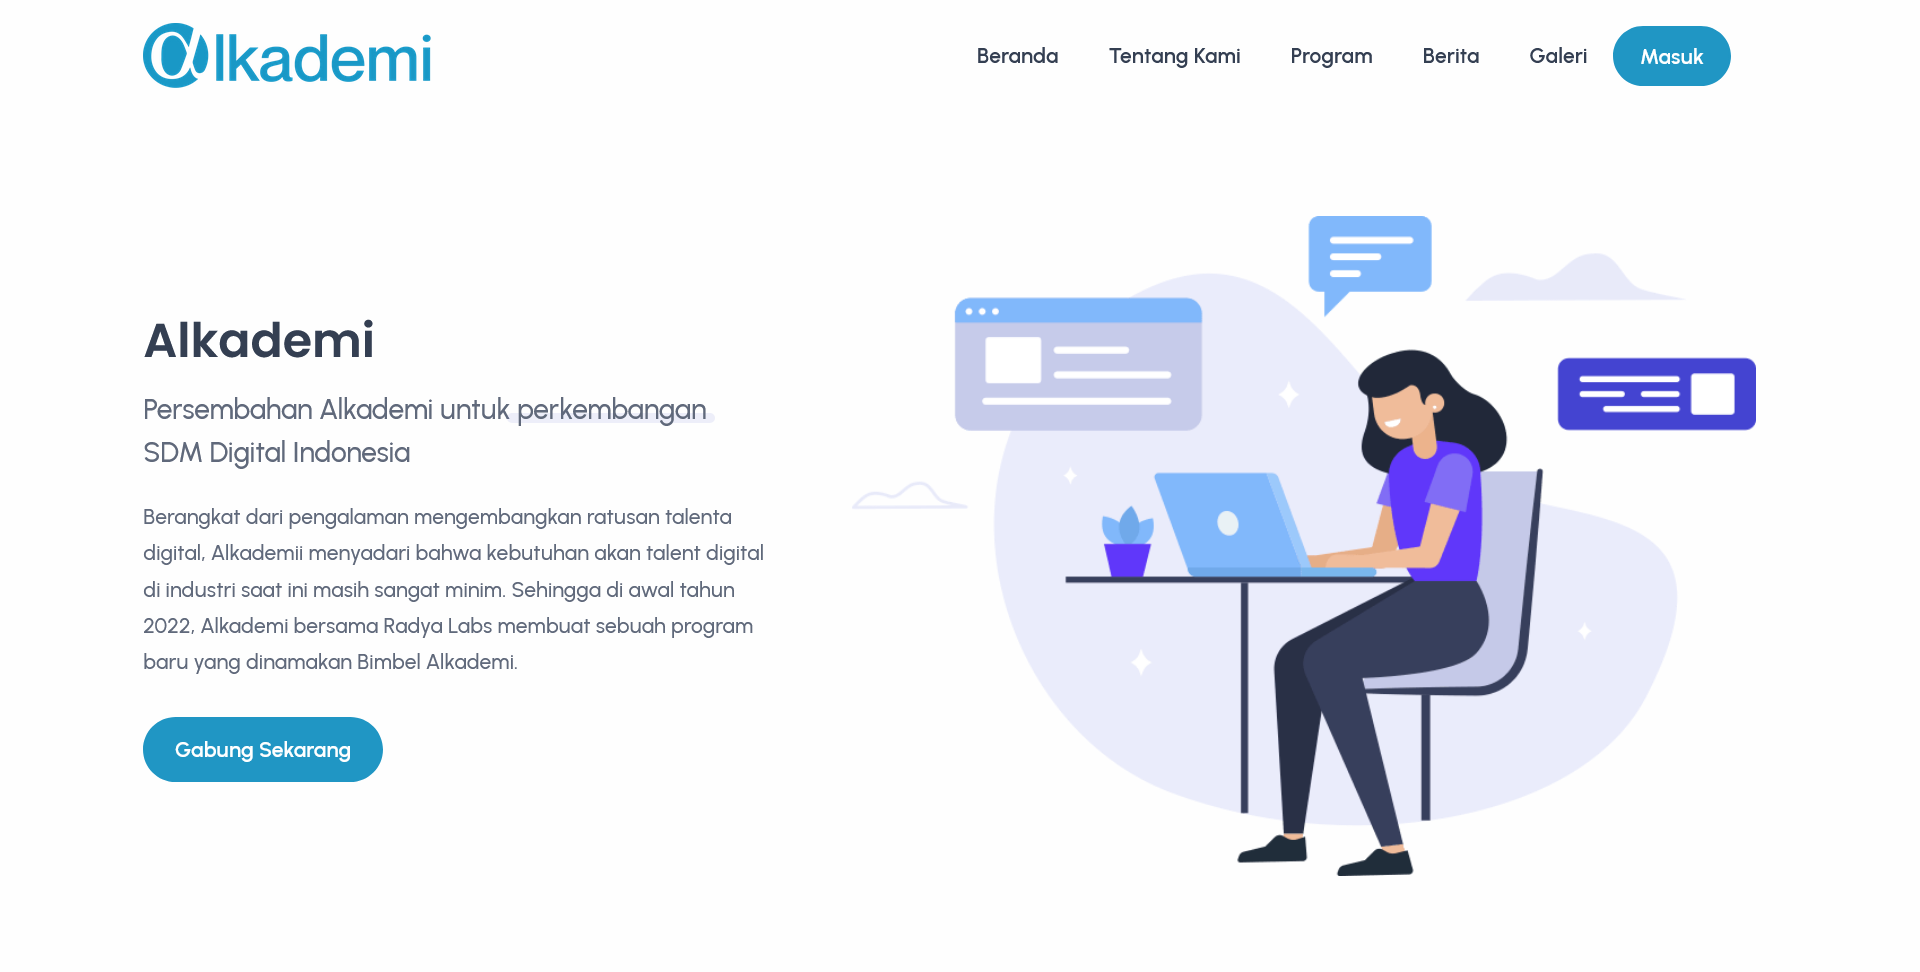 Alkademi
Beranda Tentang Kami Program Berita Galeri Masuk
Alkademi
Persembahan Alkademi untuk perkembangan
SDM Digital Indonesia
Berangkat dari pengalaman mengembangkan ratusan talenta
digital, Alkademii menyadari bahwa kebutuhan akan talent digital
di industri saat ini masih sangat minim. Sehingga di awal tahun
2022, Alkademi bersama Radya Labs membuat sebuah program
baru yang dinamakan Bimbel Alkademi.
Gabung Sekarang